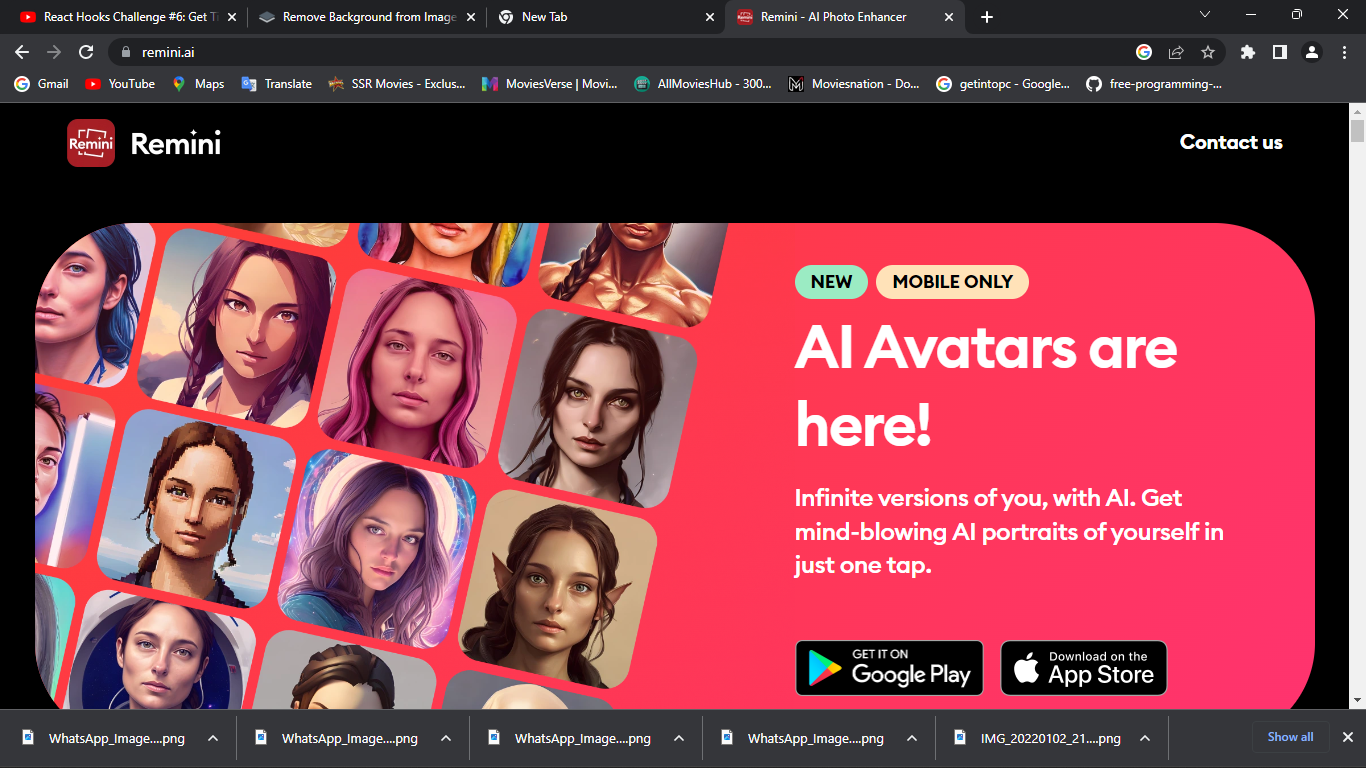 React Hooks Challenge #6: Get T
Remove Background from Image
New Tab
Remini - AI Photo Enhancer
remini.ai
Gmail
YouTube
Maps
Translate
SSR Movies - Exclus...
MoviesVerse | Movi...
AllMoviesHub - 300...
Moviesnation - Do...
getintopc - Google...
free-programming-...
Remini
Remini
Contact us
NEW
MOBILE ONLY
AI Avatars are
here!
Infinite versions of you, with AI. Get
mind-blowing AI portraits of yourself in
just one tap.
GET IT ON
Google Play
Download on the
App Store
WhatsApp_Image....png
WhatsApp_Image....png
WhatsApp_Image....png
WhatsApp_Image....png
IMG_20220102_21....png
Show all